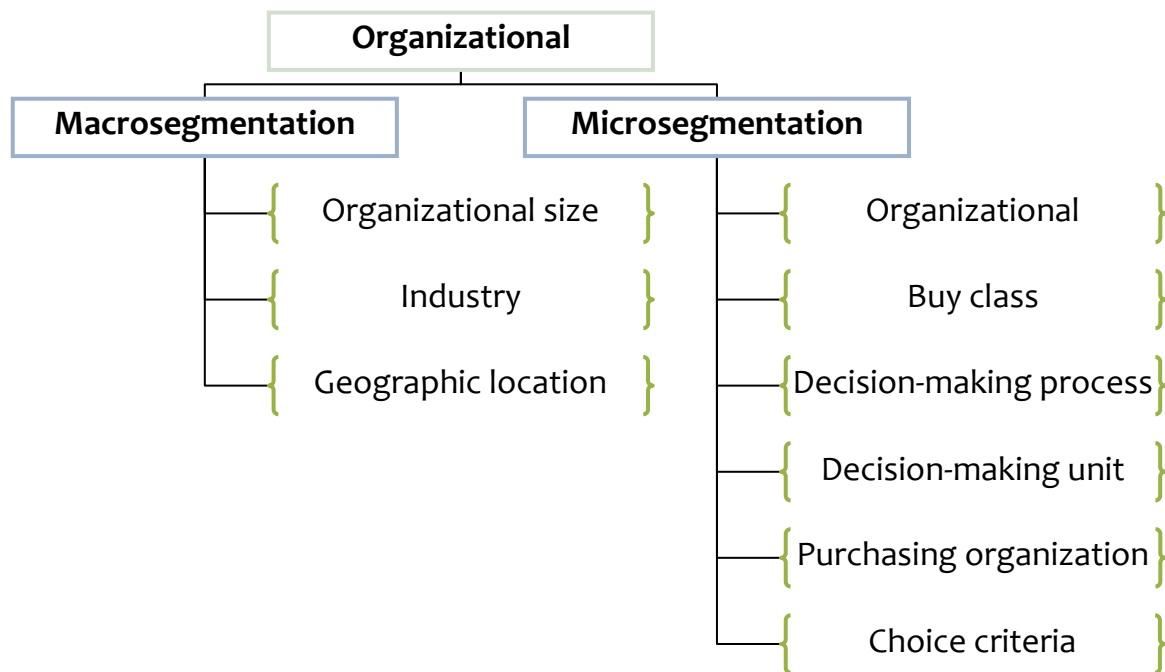 Organizational
Macrosegmentation
Microsegmentation
Organizational size
Industry
Geographic location
Organizational
Buy class
Decision-making process
Decision-making unit
Purchasing organization
Choice criteria